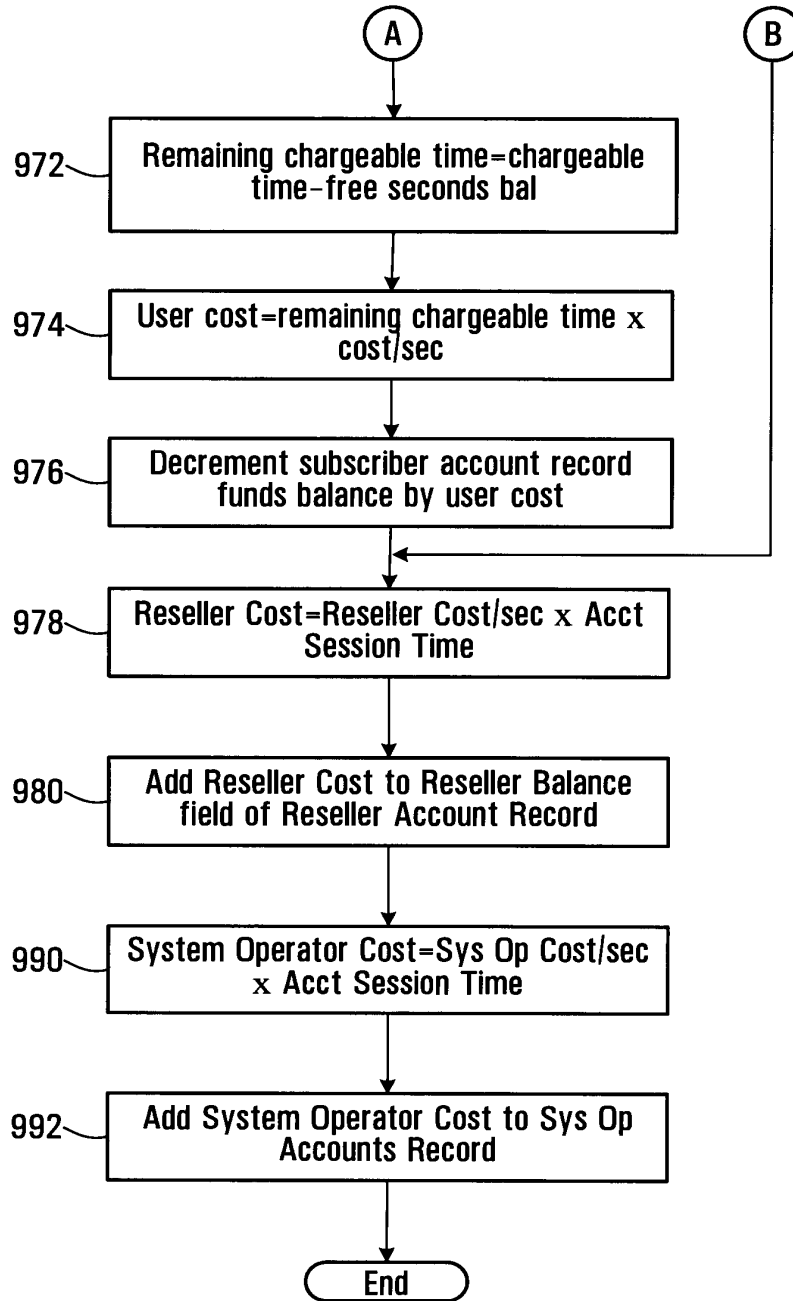 A
B
972
Remaining chargeable time=chargeable
time-free seconds bal
974
User cost=remaining chargeable time x
cost/sec
976
Decrement subscriber account record
funds balance by user cost
978
Reseller Cost=Reseller Cost/sec x Acct
Session Time
980
Add Reseller Cost to Reseller Balance
field of Reseller Account Record
990
System Operator Cost=Sys Op Cost/sec
x Acct Session Time
992
Add System Operator Cost to Sys Op
Accounts Record
End